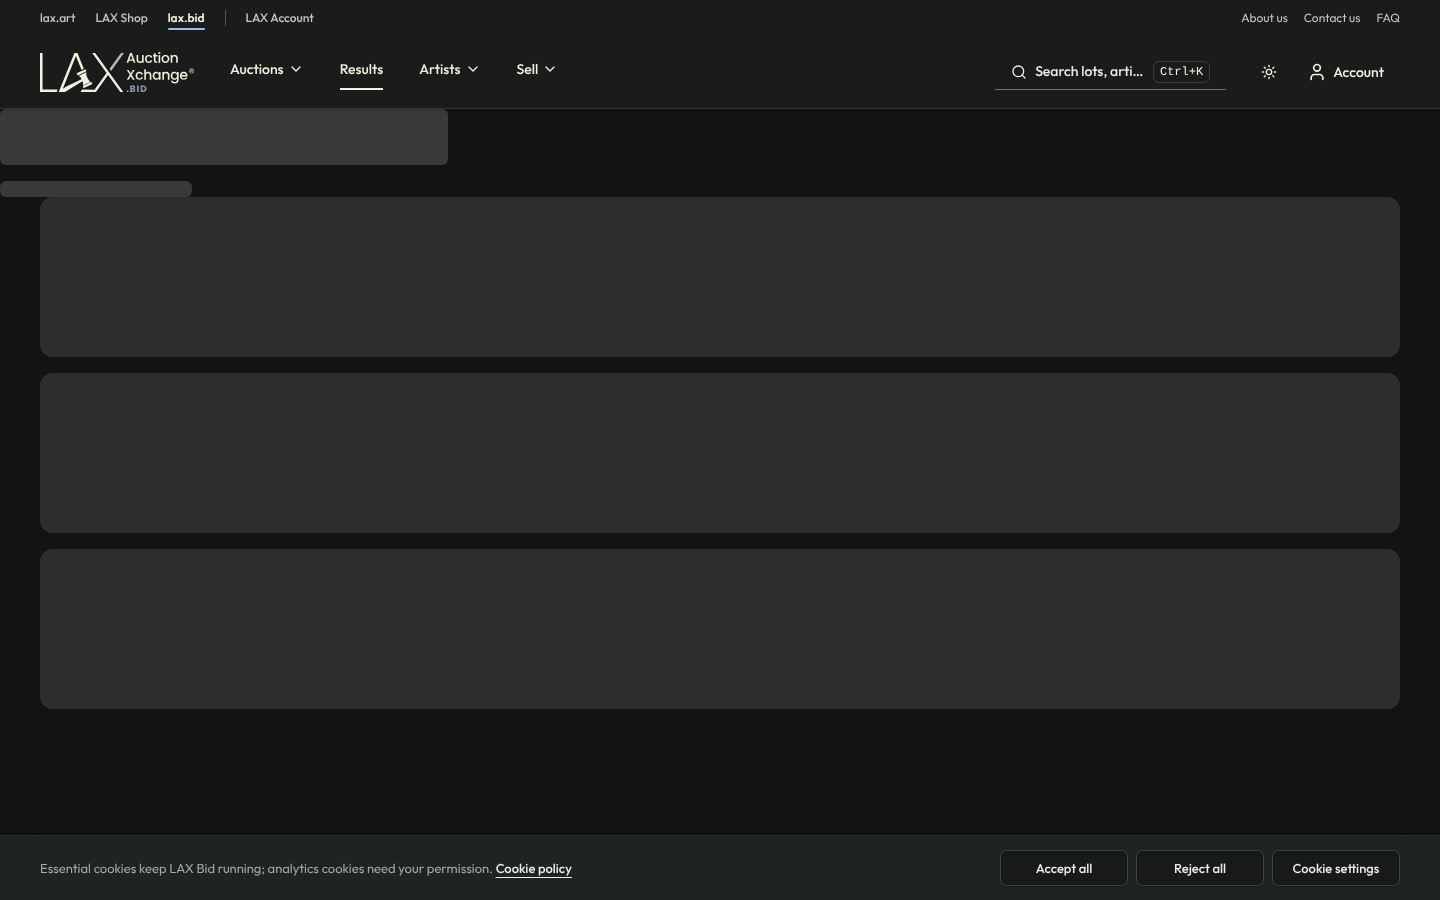 lax.art LAX Shop lax.bid LAX Account About us Contact us FAQ
LAX Auction Xchange® .BID
Auctions Results Artists Sell Search lots, arti... Ctrl+K Account
Essential cookies keep LAX Bid running; analytics cookies need your permission. Cookie policy Accept all Reject all Cookie settings